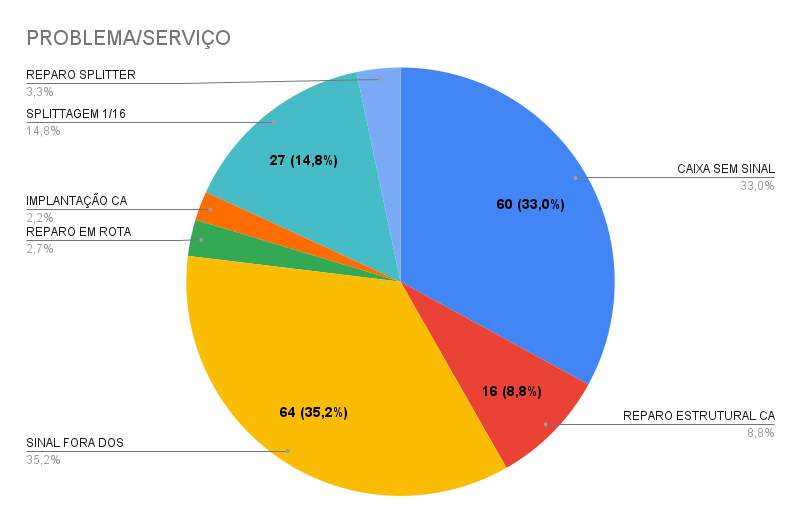 PROBLEMA/SERVIÇO
REPARO SPLITTER
3,3%
SPLITTAGEM 1/16
14,8%
27 (14,8%)
CAIXA SEM SINAL
33,0%
60 (33,0%)
IMPLANTAÇÃO CA
2,2%
REPARO EM ROTA
2,7%
16 (8,8%)
REPARO ESTRUTURAL CA
8,8%
64 (35,2%)
SINAL FORA DOS
35,2%